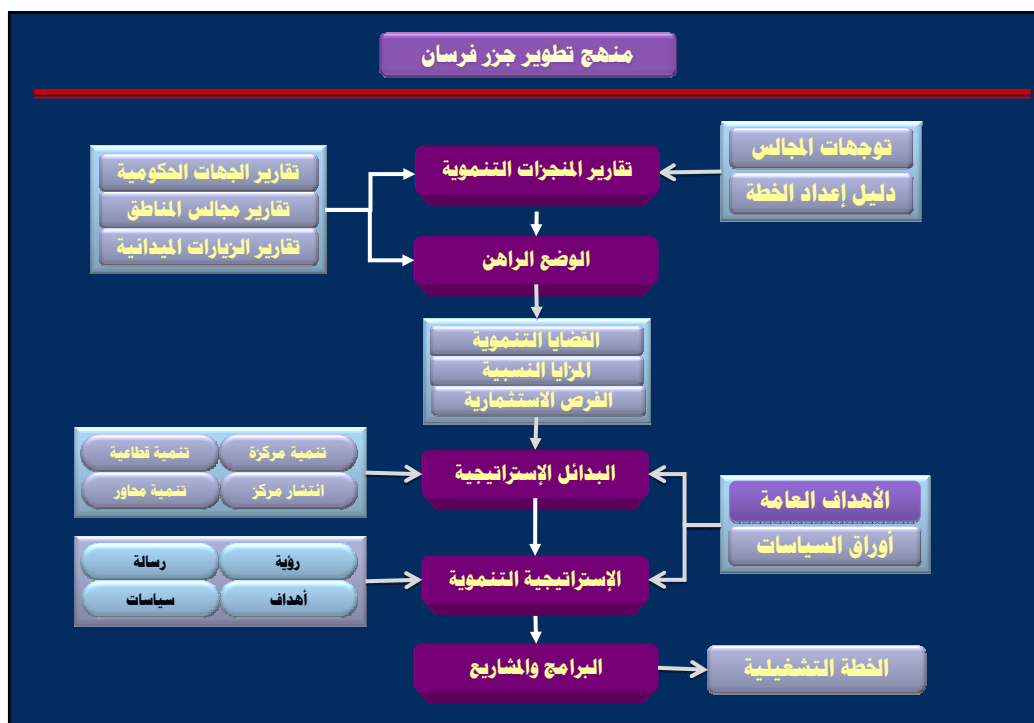 منهج تطوير جزر فرسان
توجهات المجالس
دليل إعداد الخطة
تقارير المنجزات التنموية
تقارير الجهات الحكومية
تقارير مجالس المناطق
تقارير الزيارات الميدانية
الوضع الراهن
القضايا التنموية
المزايا النسبية
الفرص الاستثمارية
البدائل الإستراتيجية
تنمية مركزة
تنمية قطاعية
انتشار مركز
تنمية محاور
الأهداف العامة
أوراق السياسات
الإستراتيجية التنموية
رؤية
رسالة
أهداف
سياسات
البرامج والمشاريع
الخطة التشغيلية